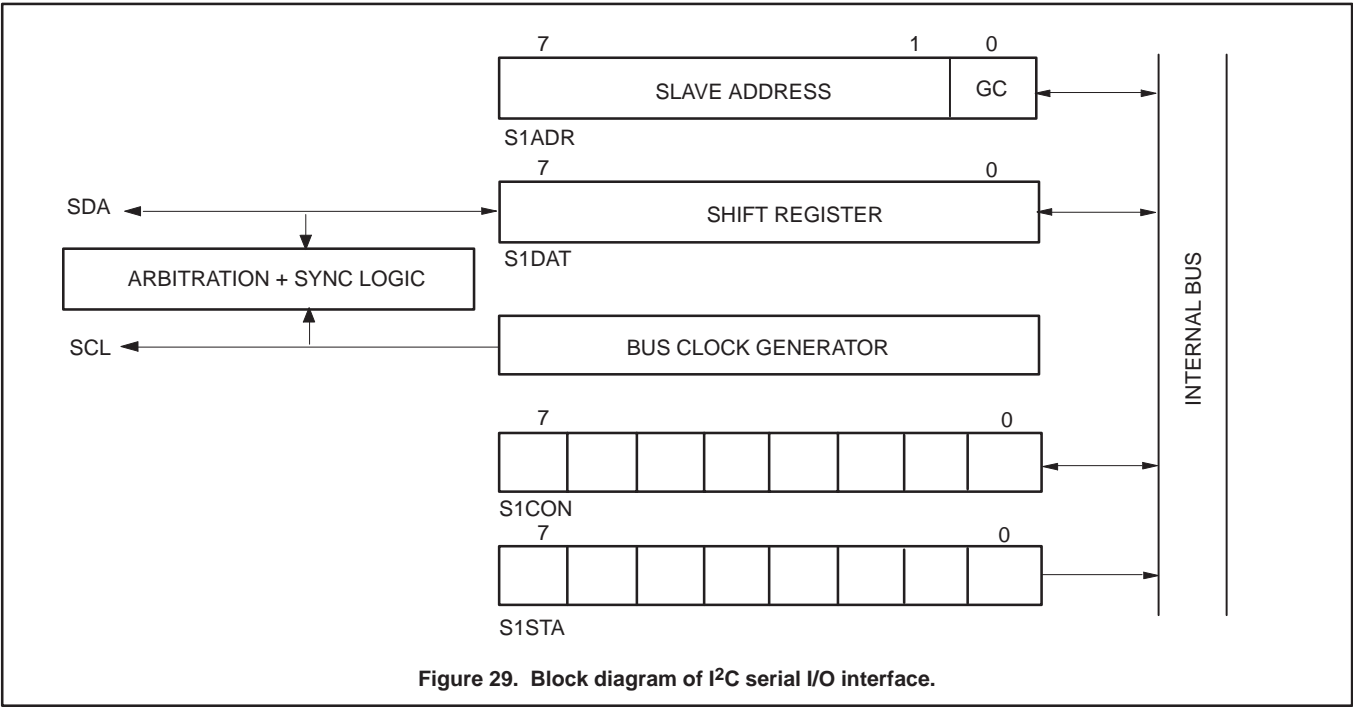 7 1 0
SLAVE ADDRESS GC
S1ADR
7 0
SDA SHIFT REGISTER
S1DAT
ARBITRATION + SYNC LOGIC
SCL BUS CLOCK GENERATOR
INTERNAL BUS
7 0
S1CON
7 0
S1STA
Figure 29. Block diagram of I²C serial I/O interface.